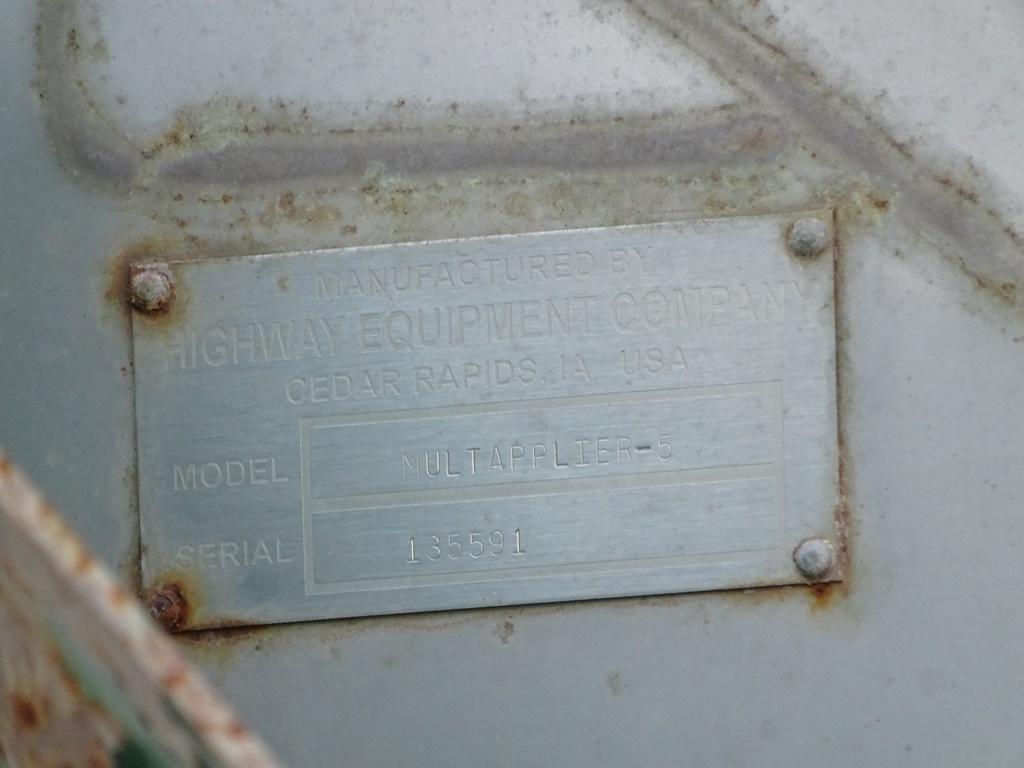 MANUFACTURED BY
HIGHWAY EQUIPMENT COMPANY
CEDAR RAPIDS, IA USA
MODEL MULTAPPLIER-5
SERIAL 135591